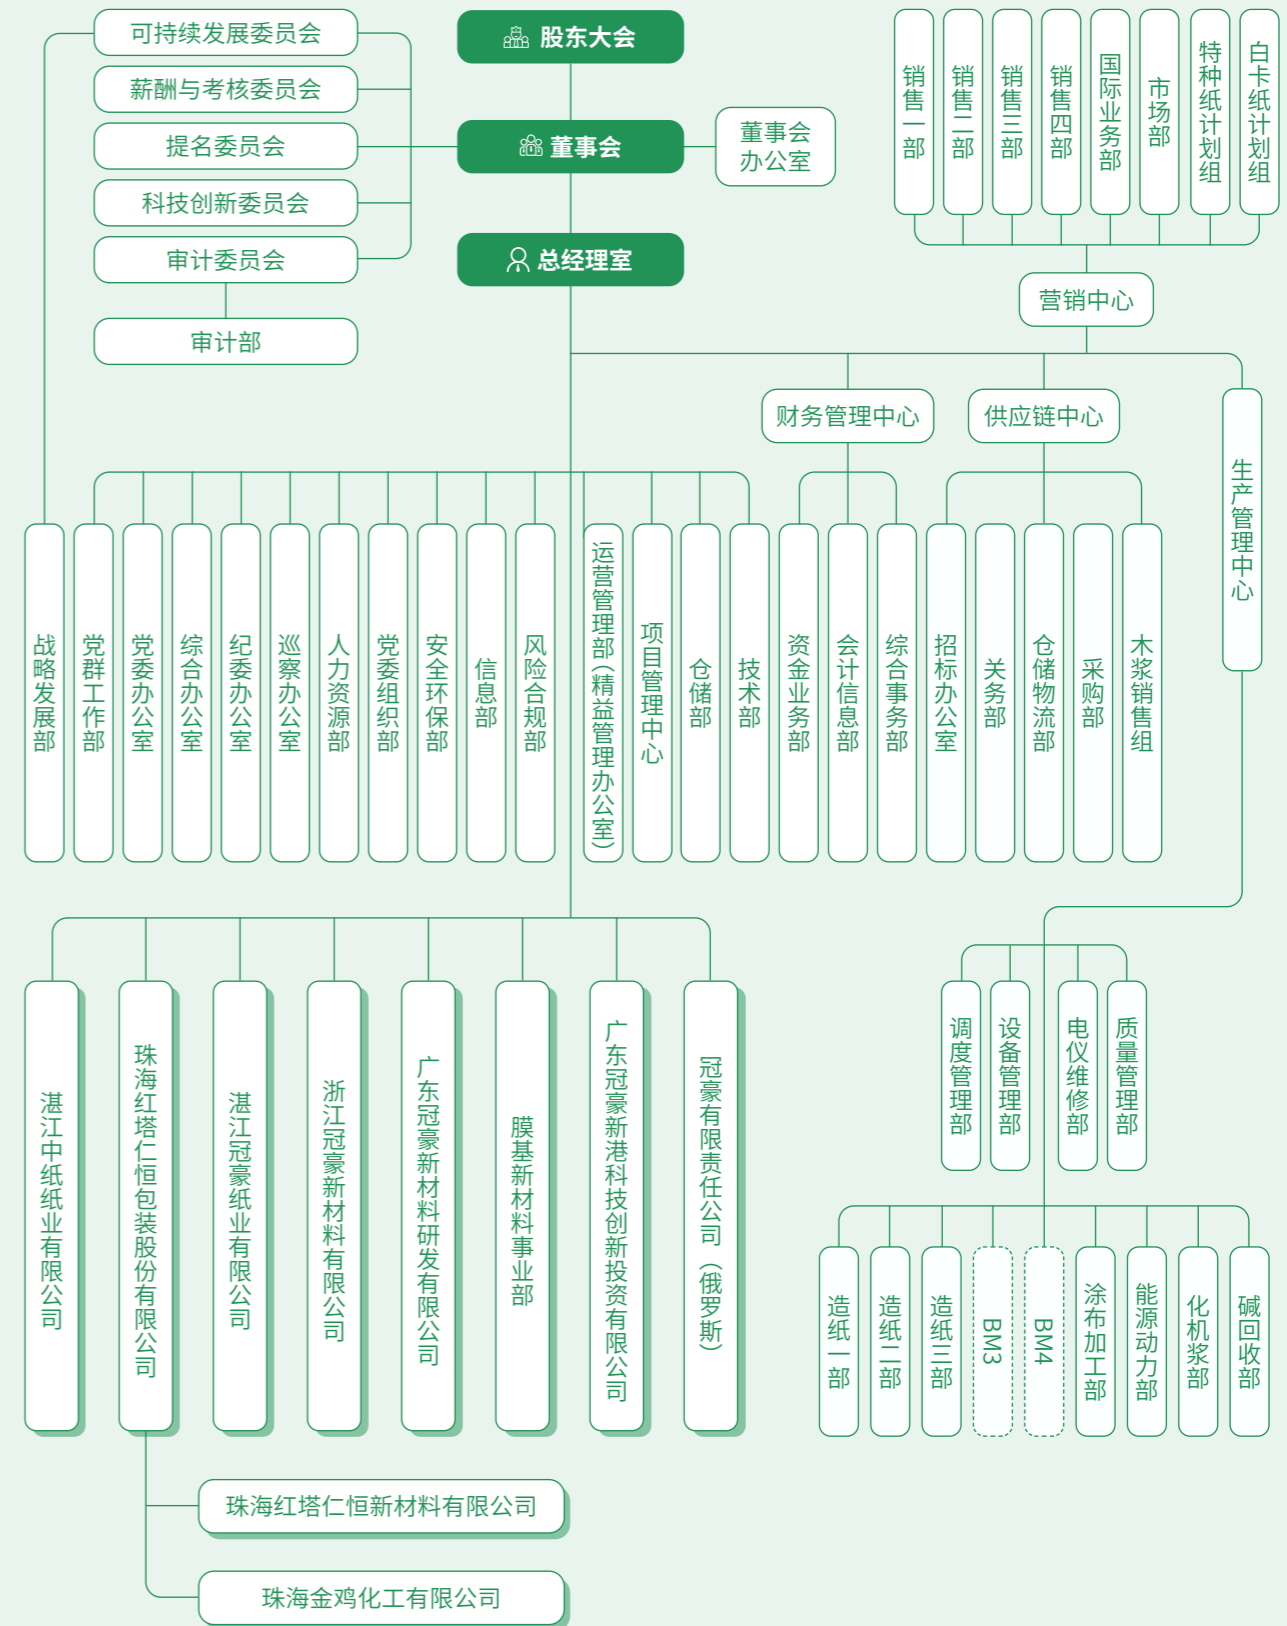 可持续发展委员会
薪酬与考核委员会
提名委员会
科技创新委员会
审计委员会
审计部
股东大会
董事会
董事会
办公室
总经理室
销售一部
销售二部
销售三部
销售四部
国际业务部
市场部
特种纸计划组
白卡纸计划组
营销中心
财务管理中心
供应链中心
生产管理中心
战略发展部
党群工作部
党委办公室
综合办公室
纪委办公室
巡察办公室
人力资源部
党委组织部
安全环保部
信息部
风险合规部
运营管理部(精益管理办公室)
项目管理中心
仓储部
技术部
资金业务部
会计信息部
综合事务部
招标办公室
关务部
仓储物流部
采购部
木浆销售组
湛江中纸纸业有限公司
珠海红塔仁恒包装股份有限公司
湛江冠豪纸业有限公司
浙江冠豪新材料有限公司
广东冠豪新材料研发有限公司
膜基新材料事业部
广东冠豪新港科技创新投资有限公司
冠豪有限责任公司（俄罗斯）
调度管理部
设备管理部
电仪维修部
质量管理部
造纸一部
造纸二部
造纸三部
BM3
BM4
涂布加工部
能源动力部
化机浆部
碱回收部
珠海红塔仁恒新材料有限公司
珠海金鸡化工有限公司